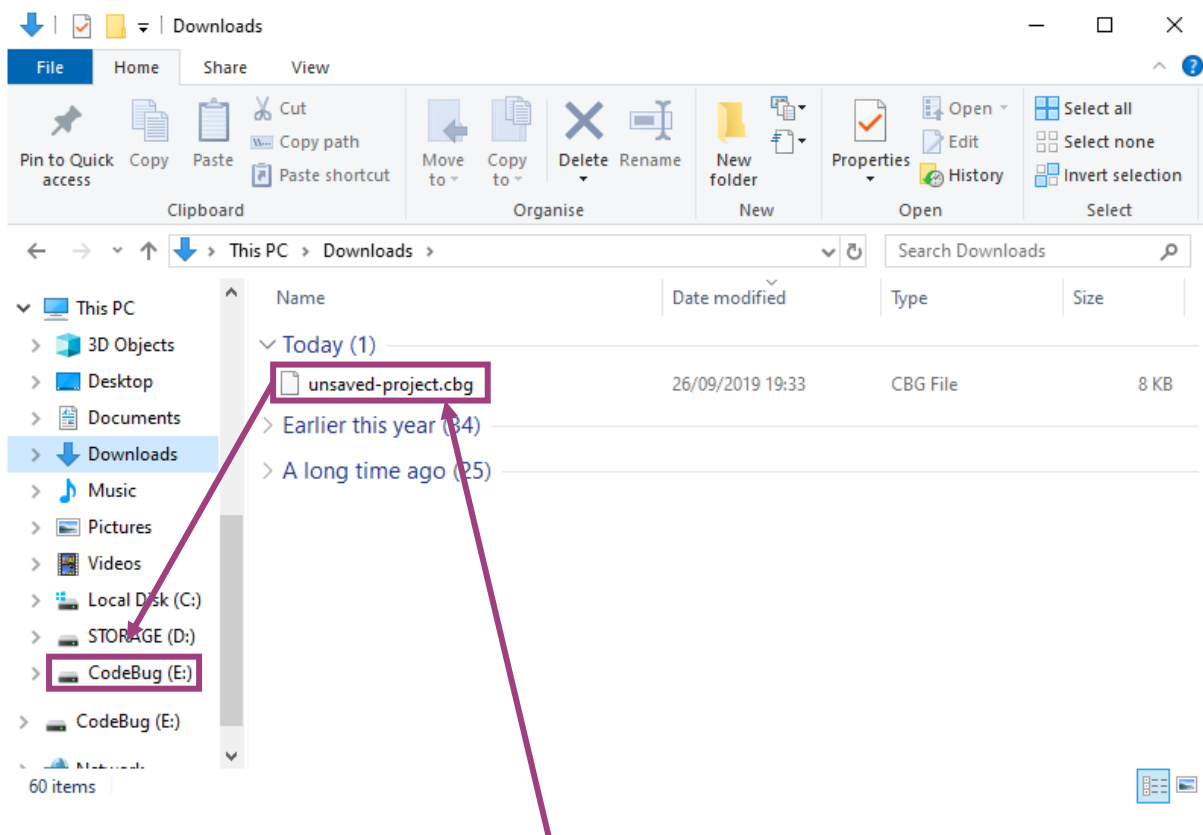 Downloads
File Home Share View
Pin to Quick access
Copy
Paste
Cut
Copy path
Paste shortcut
Clipboard
Move to
Copy to
Delete
Rename
Organise
New folder
New
Properties
Open
Edit
History
Open
Select all
Select none
Invert selection
Select
This PC > Downloads >
Search Downloads
This PC
3D Objects
Desktop
Documents
Downloads
Music
Pictures
Videos
Local Disk (C:)
STORAGE (D:)
CodeBug (E:)
CodeBug (E:)
Network
Name Date modified Type Size
Today (1)
unsaved-project.cbg 26/09/2019 19:33 CBG File 8 KB
Earlier this year (34)
A long time ago (25)
60 items